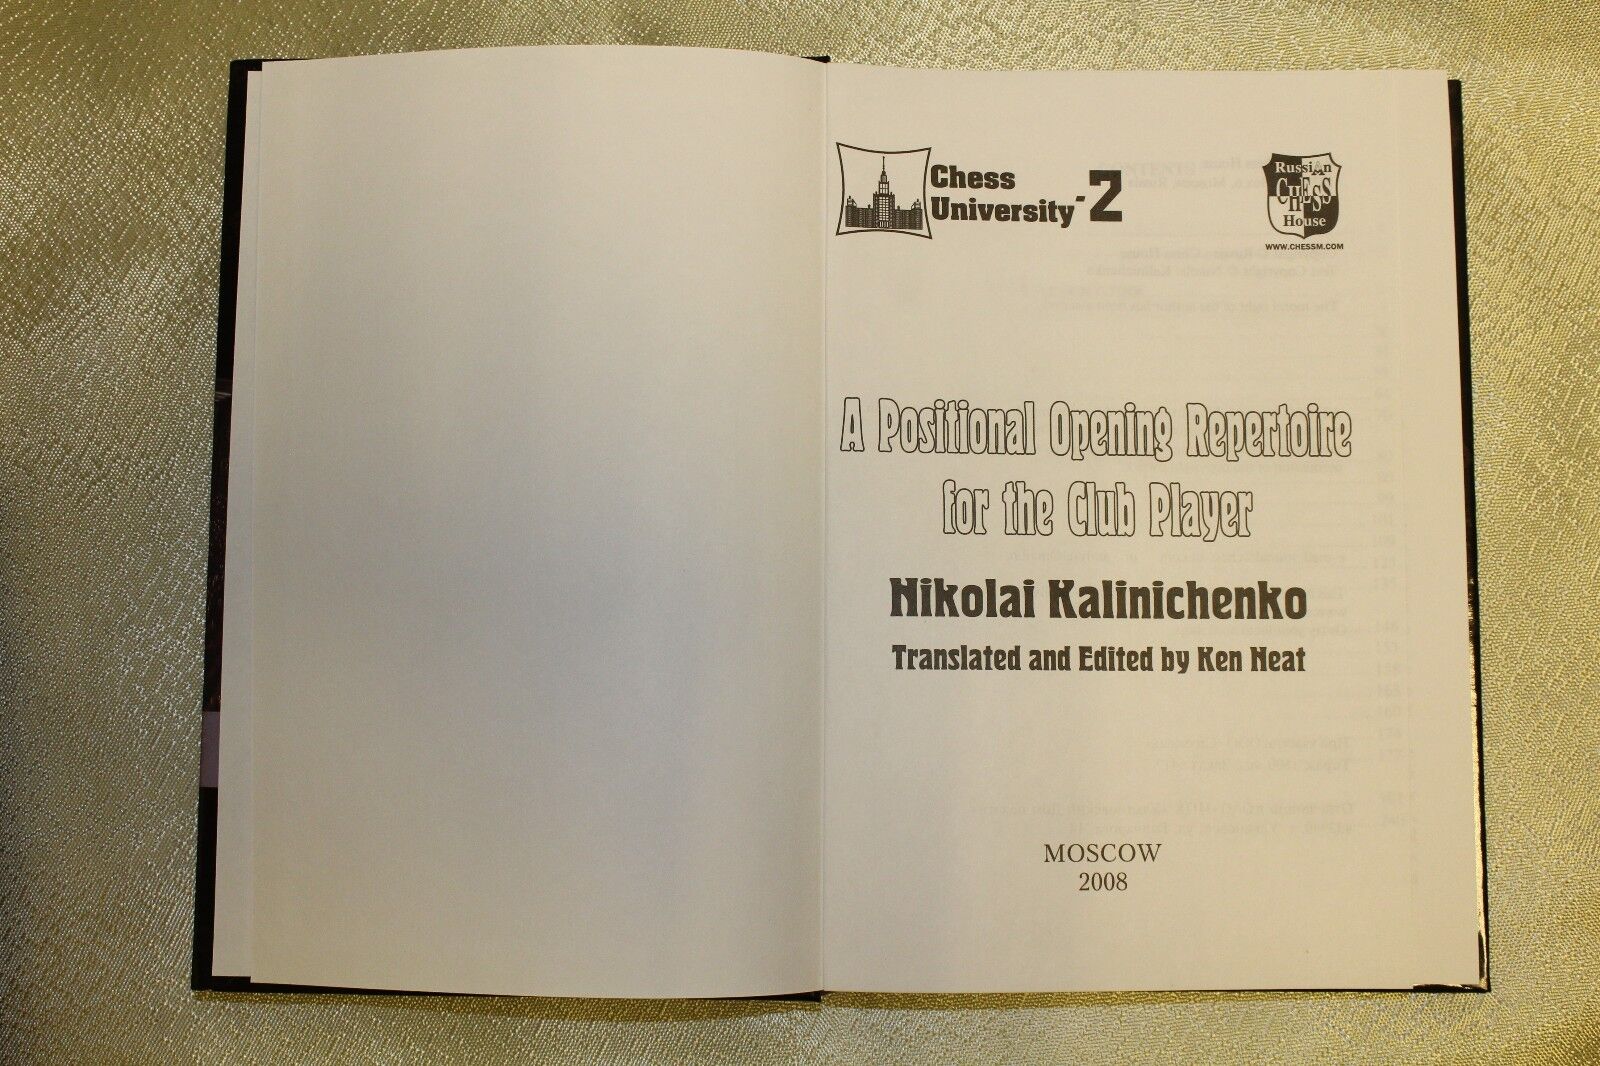 Chess
University-2
Russian
CHESS
House
WWW.CHESSM.COM
A Positional Opening Repertoire
for the Club Player
Nikolai Kalinichenko
Translated and Edited by Ken Neat
MOSCOW
2008